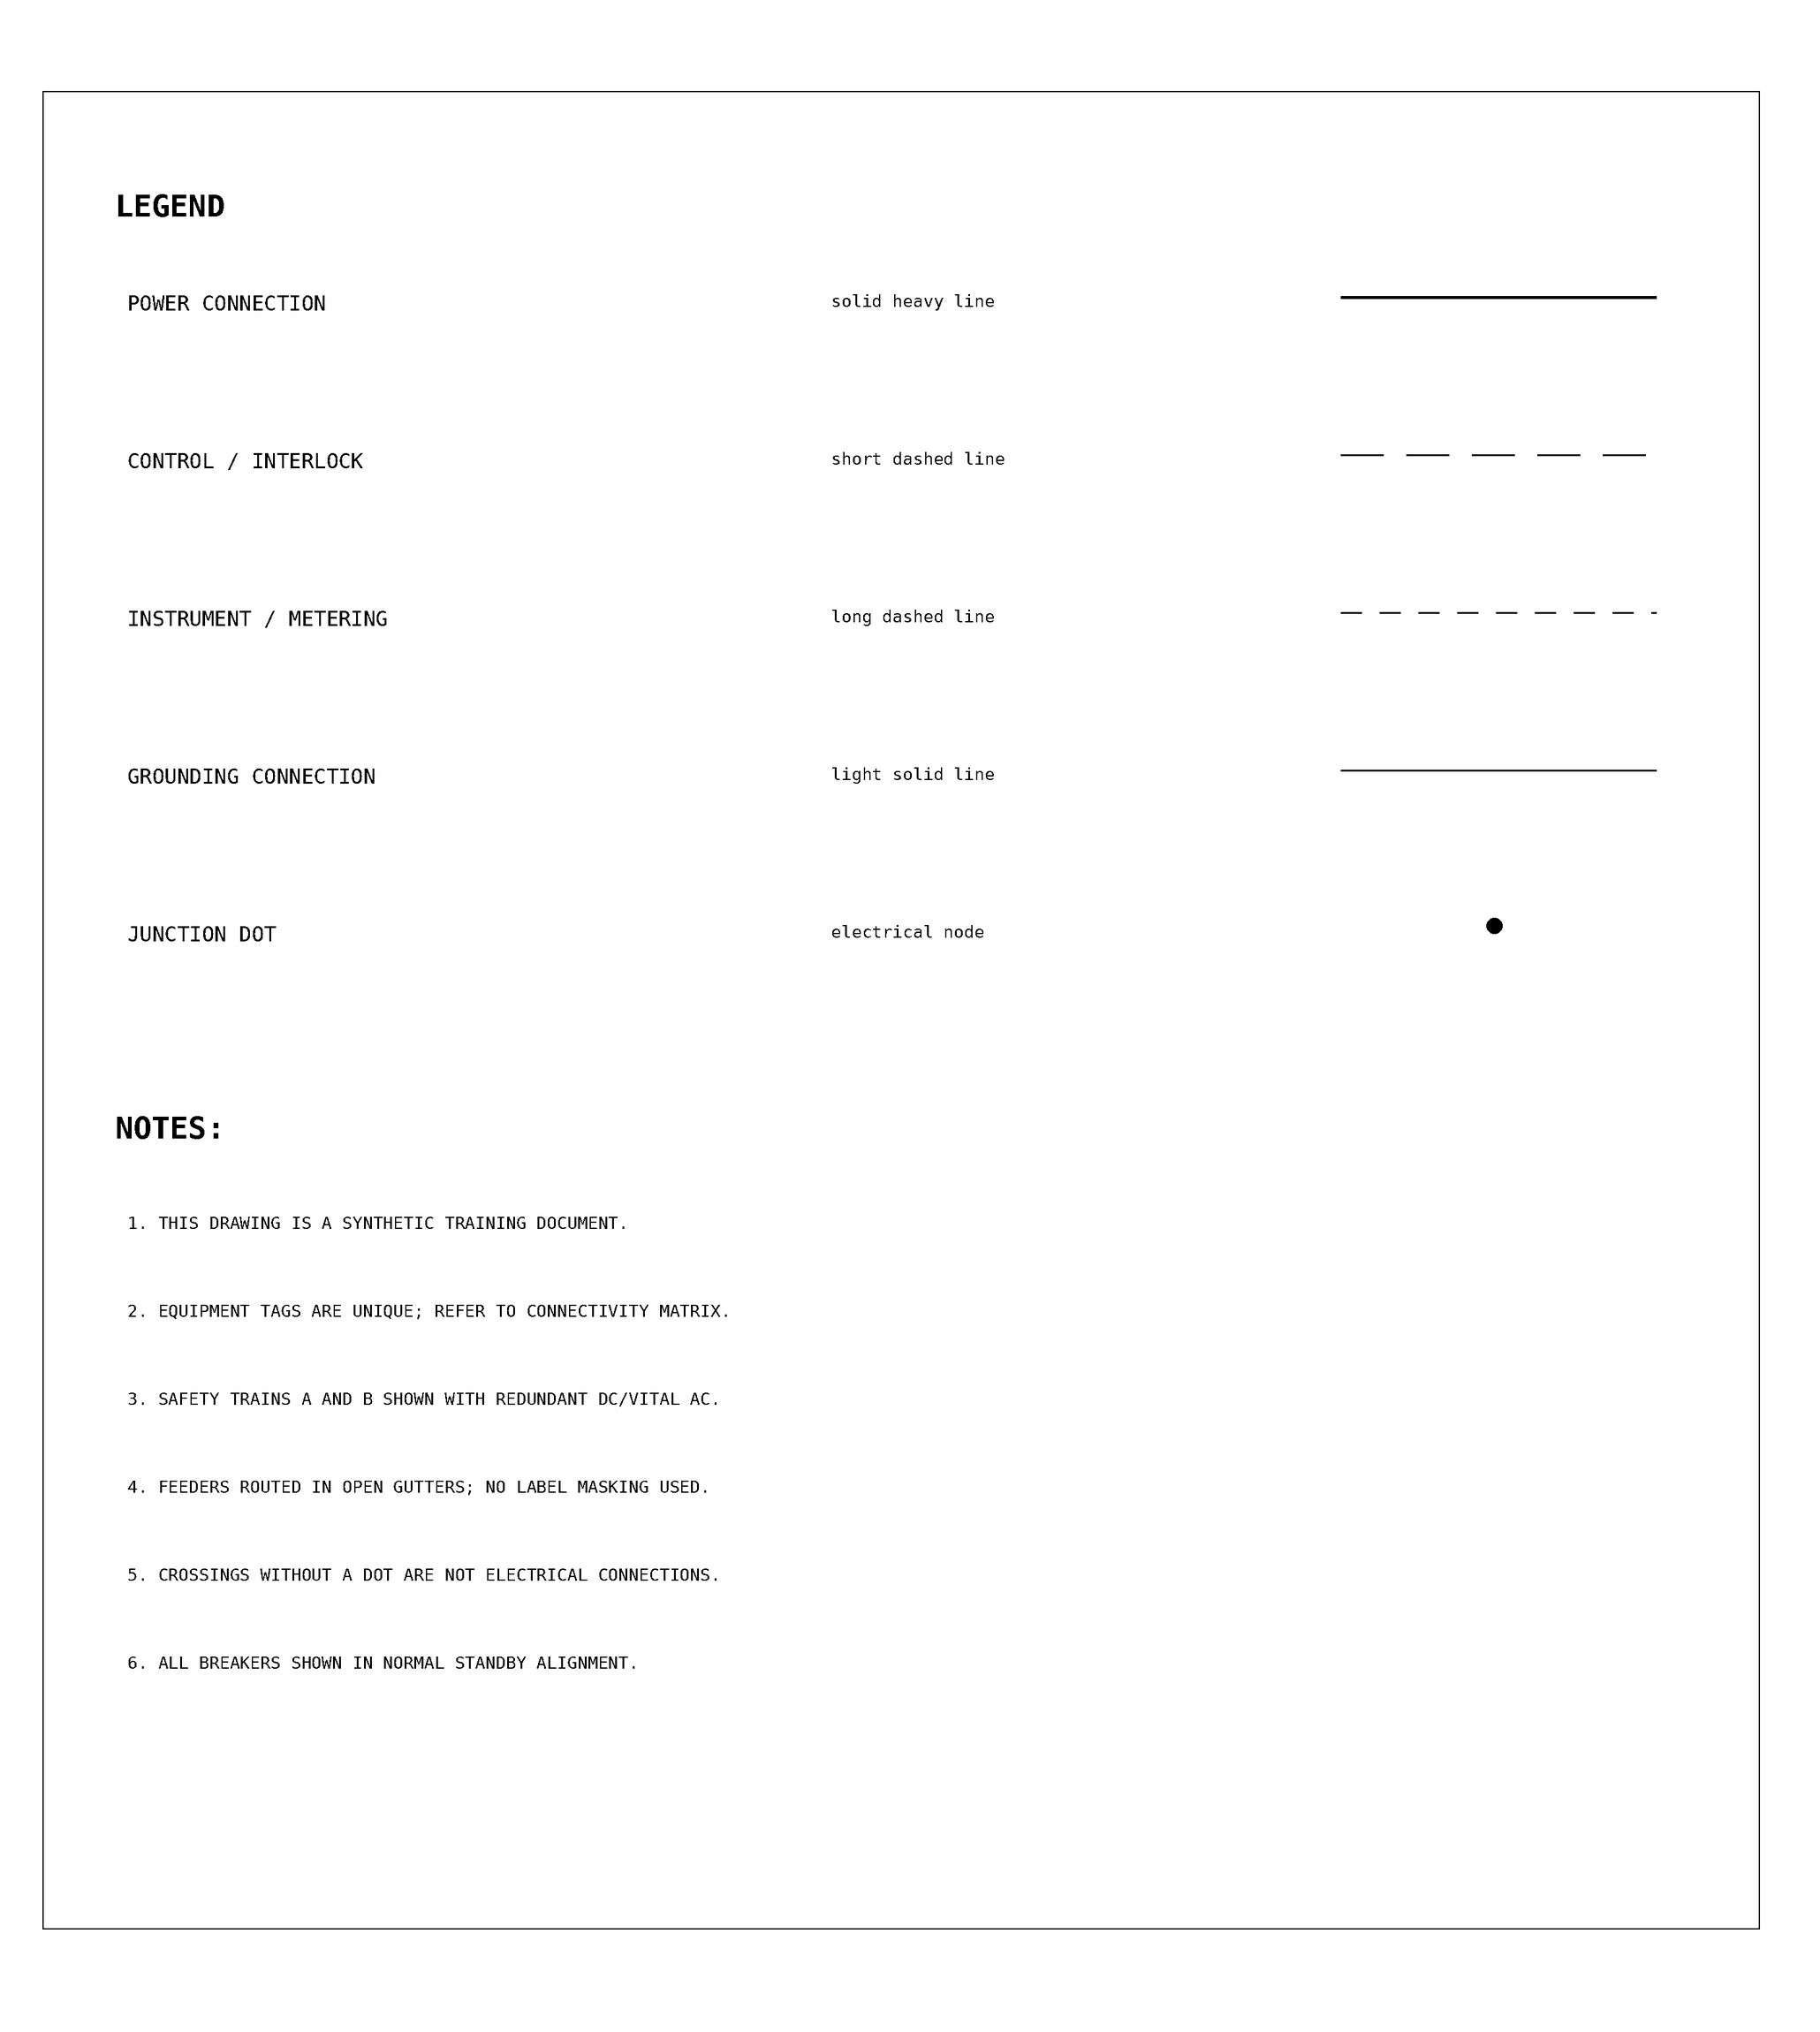 LEGEND
POWER CONNECTION solid heavy line
CONTROL / INTERLOCK short dashed line
INSTRUMENT / METERING long dashed line
GROUNDING CONNECTION light solid line
JUNCTION DOT electrical node
NOTES:
1. THIS DRAWING IS A SYNTHETIC TRAINING DOCUMENT.
2. EQUIPMENT TAGS ARE UNIQUE; REFER TO CONNECTIVITY MATRIX.
3. SAFETY TRAINS A AND B SHOWN WITH REDUNDANT DC/VITAL AC.
4. FEEDERS ROUTED IN OPEN GUTTERS; NO LABEL MASKING USED.
5. CROSSINGS WITHOUT A DOT ARE NOT ELECTRICAL CONNECTIONS.
6. ALL BREAKERS SHOWN IN NORMAL STANDBY ALIGNMENT.